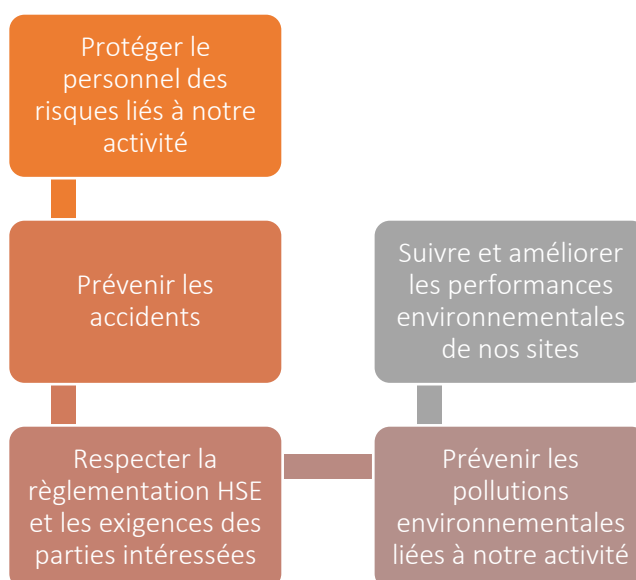 Protéger le
personnel des
risques liés à notre
activité
Prévenir les
accidents
Respecter la
règlementation HSE
et les exigences des
parties intéressées
Prévenir les
pollutions
environnementales
liées à notre activité
Suivre et améliorer
les performances
environnementales
de nos sites